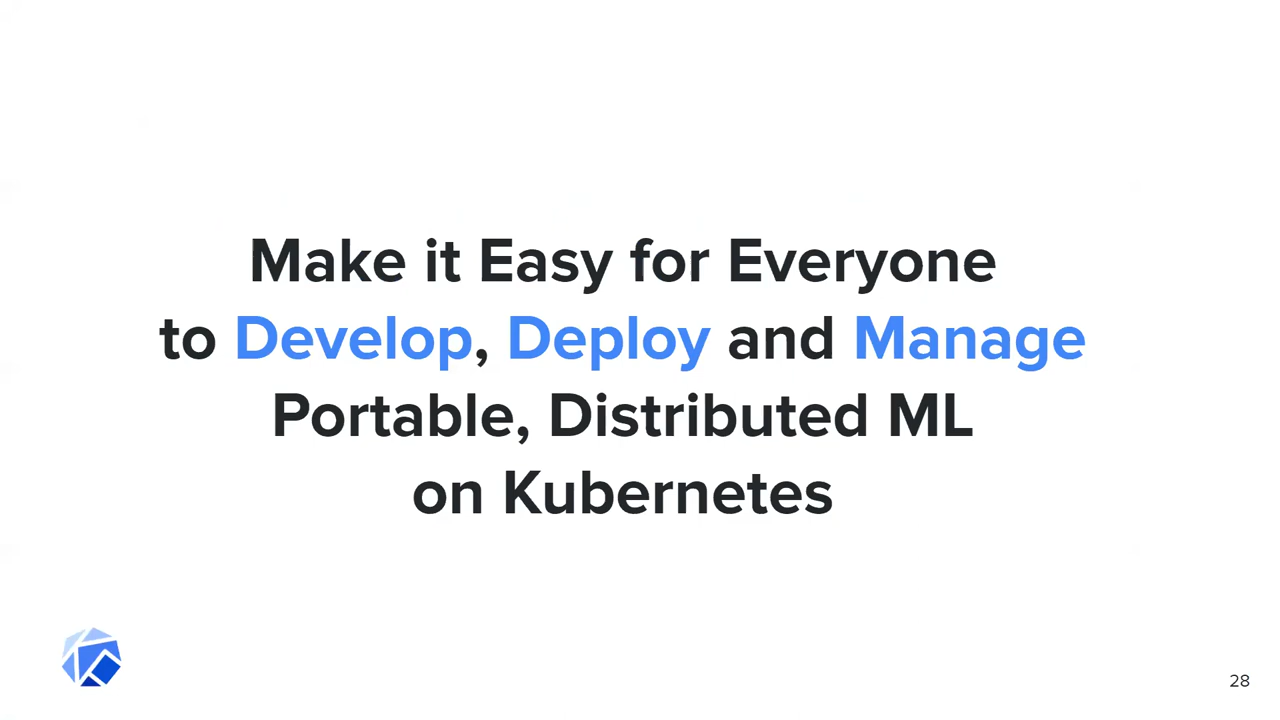 Make it Easy for Everyone
to Develop, Deploy and Manage
Portable, Distributed ML
on Kubernetes
28